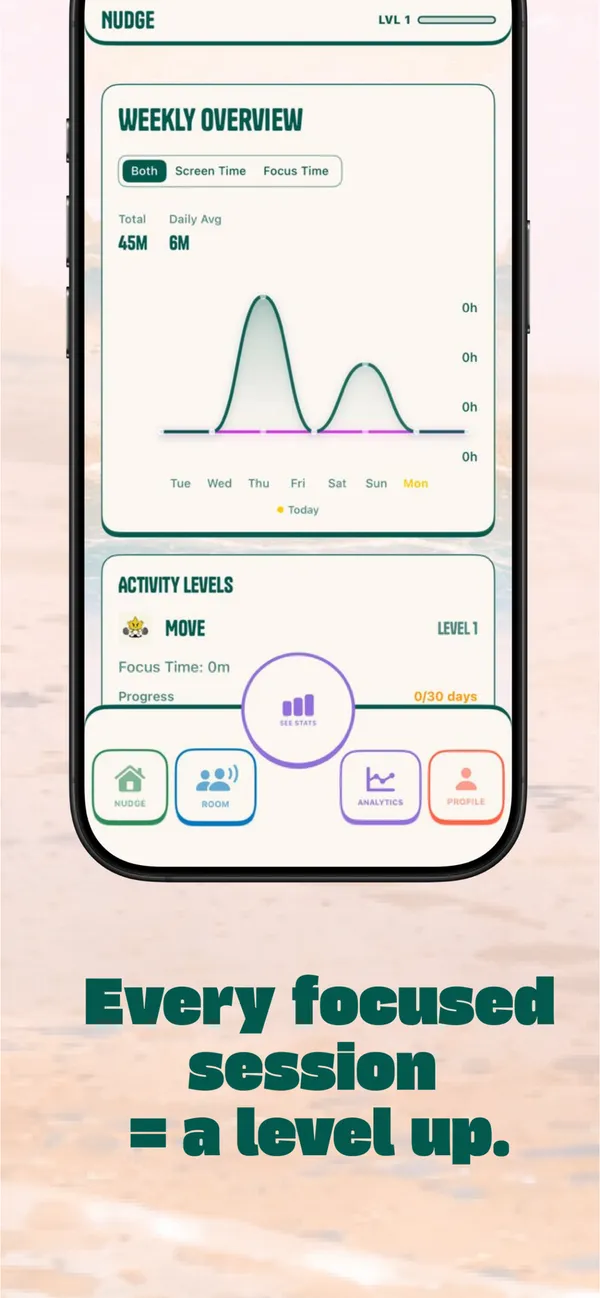 NUDGE
LVL 1
WEEKLY OVERVIEW
Both Screen Time Focus Time
Total Daily Avg
45M 6M
0h
0h
0h
0h
Tue Wed Thu Fri Sat Sun Mon
Today
ACTIVITY LEVELS
MOVE LEVEL 1
Focus Time: 0m
Progress 0/30 days
SEE STATS
NUDGE ROOM ANALYTICS PROFILE
Every focused
session
= a level up.